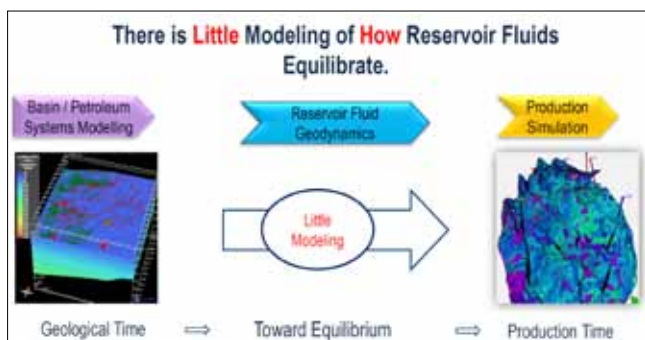 There is Little Modeling of How Reservoir Fluids
Equilibrate.
Basin / Petroleum
Systems Modelling
Reservoir Fluid
Geodynamics
Production
Simulation
Little
Modeling
Geological Time ⇨ Toward Equilibrium ⇨ Production Time